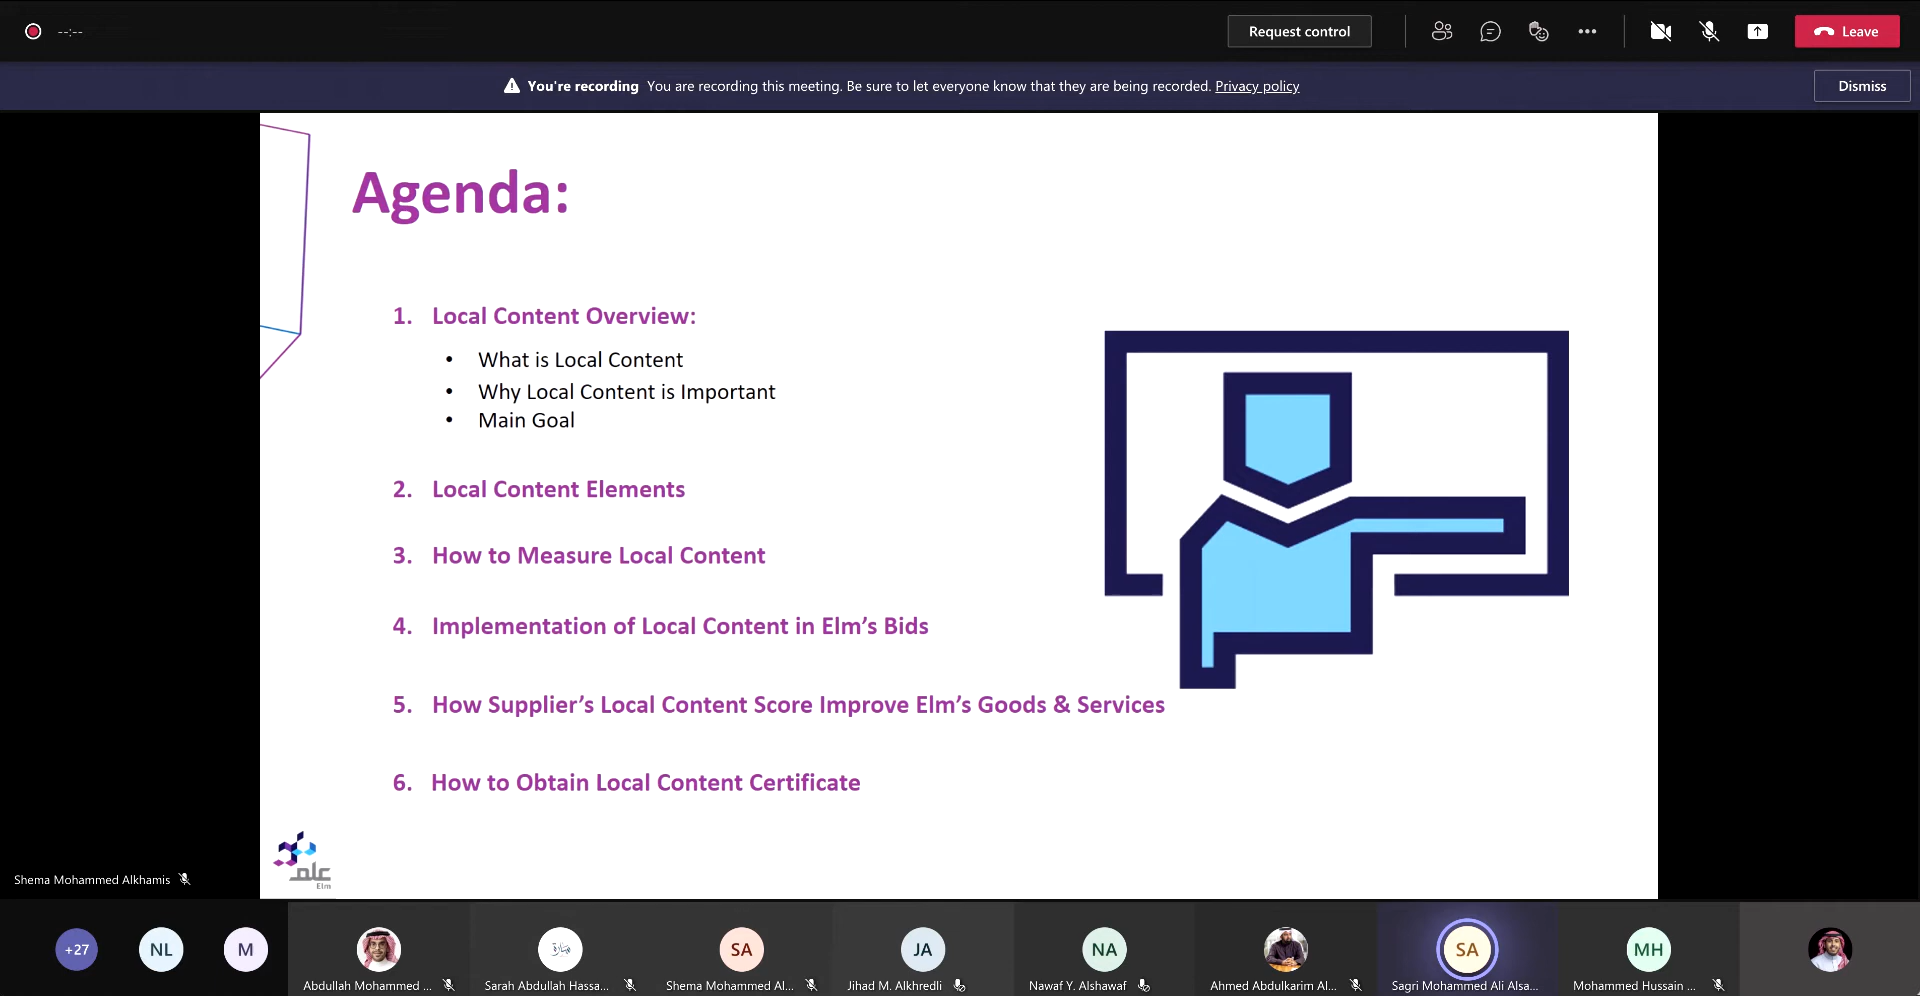 --:--
Request control
Leave
You're recording You are recording this meeting. Be sure to let everyone know that they are being recorded. Privacy policy
Dismiss
Agenda:
1. Local Content Overview:
• What is Local Content
• Why Local Content is Important
• Main Goal
2. Local Content Elements
3. How to Measure Local Content
4. Implementation of Local Content in Elm’s Bids
5. How Supplier’s Local Content Score Improve Elm’s Goods & Services
6. How to Obtain Local Content Certificate
علم
Elm
Shema Mohammed Alkhamis
+27
NL
M
SA
JA
NA
SA
MH
Abdullah Mohammed ...
Sarah Abdullah Hassa...
Shema Mohammed Al...
Jihad M. Alkhredli
Nawaf Y. Alshawaf
Ahmed Abdulkarim Al...
Sagri Mohammed Ali Alsa...
Mohammed Hussain ...